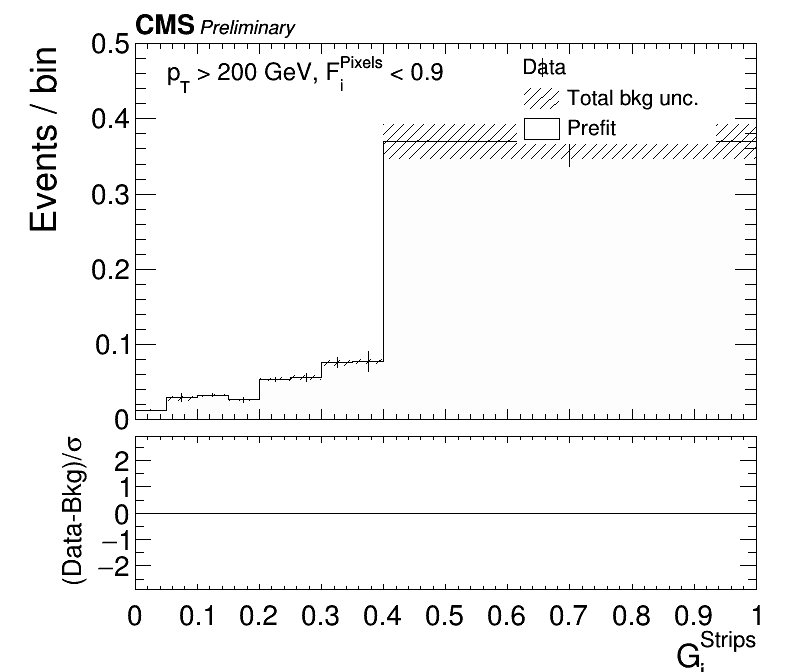 CMS Preliminary
p_T > 200 GeV, F_i^Pixels < 0.9
Data
Total bkg unc.
Prefit
Events / bin
0.5
0.4
0.3
0.2
0.1
0
(Data-Bkg)/σ
2
1
0
−1
−2
0 0.1 0.2 0.3 0.4 0.5 0.6 0.7 0.8 0.9 1
G_i^Strips